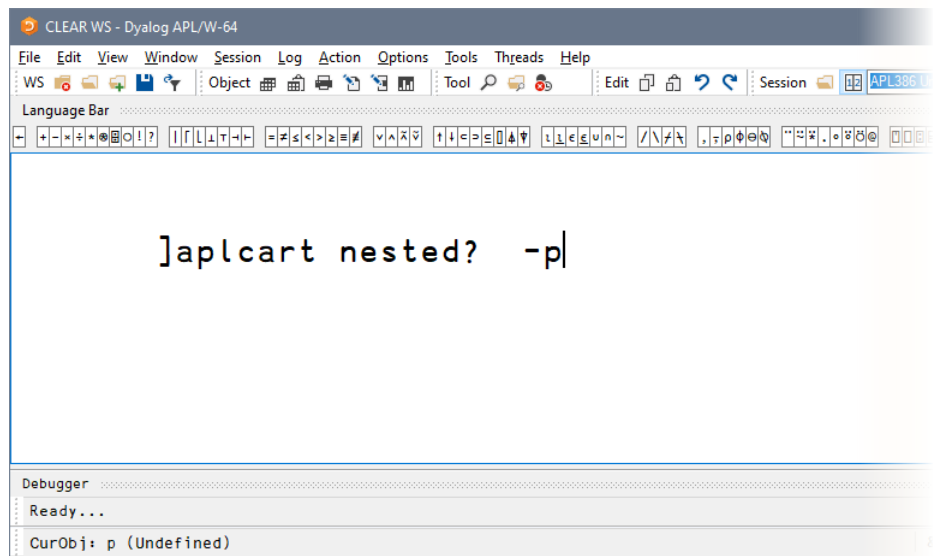 CLEAR WS - Dyalog APL/W-64
File Edit View Window Session Log Action Options Tools Threads Help
WS Object Tool Edit Session APL386 U
Language Bar
← + - × ÷ * ⍟ ⌹ ○ ! ? | ⌈ ⌊ ⊥ ⊤ ⊣ ⊢ = ≠ ≤ < > ≥ ≡ ≢ ∨ ∧ ⍲ ⍱ ↑ ↓ ⊂ ⊃ ⊆ ⌷ ⍋ ⍒ ⍳ ⍸ ∊ ⍷ ∪ ∩ ~ / \ ⌿ ⍀ , ⍪ ⍴ ⌽ ⊖ ⍉ ¨ ⍨ ⍣ . ∘ ⍤ ⍥ @
]aplcart nested? -p
Debugger
Ready...
CurObj: p (Undefined)